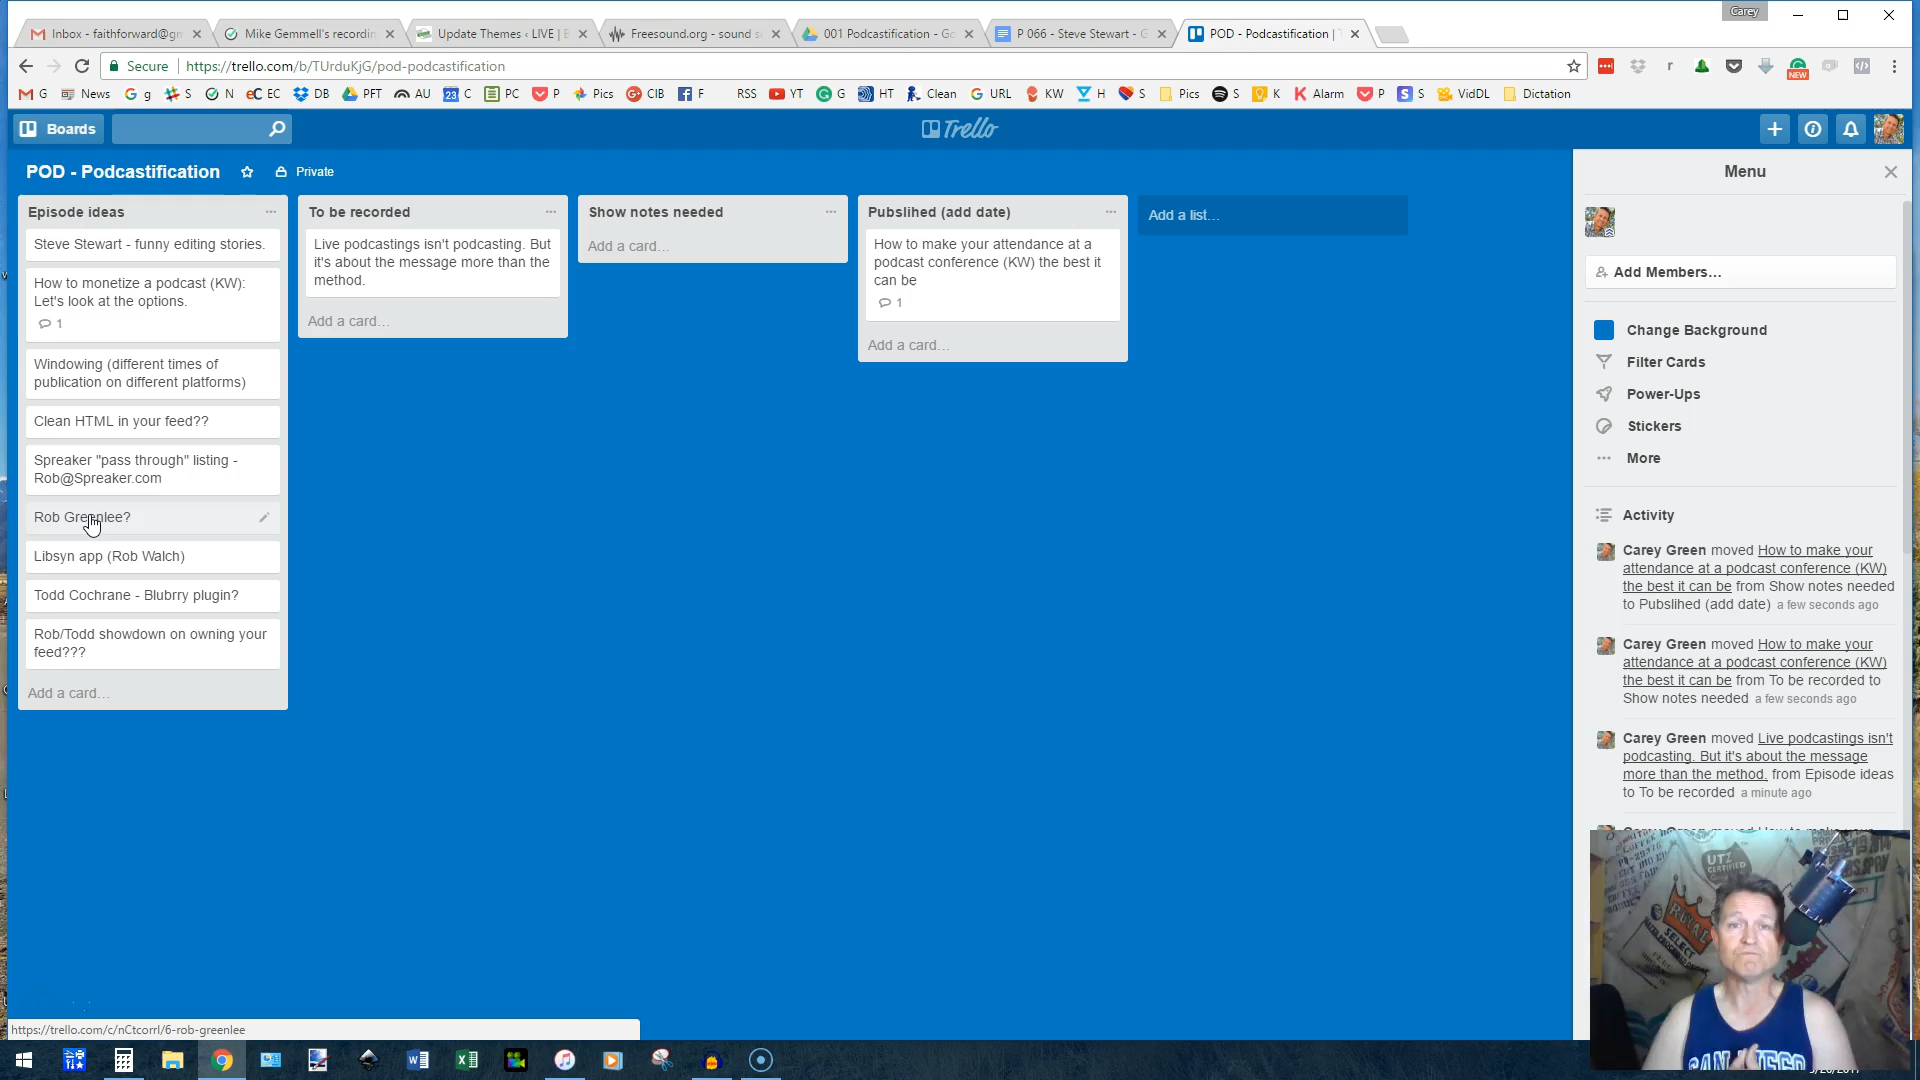 Carey
Inbox - faithforward@gm
Mike Gemmell's recordin
Update Themes ‹ LIVE | B
Freesound.org - sound s
001 Podcastification - Go
P 066 - Steve Stewart - G
POD - Podcastification | T
Secure
https://trello.com/b/TUrduKjG/pod-podcastification
NEW
G News g S N EC DB PFT AU C PC P Pics CIB F RSS YT G HT Clean URL KW H S Pics S K Alarm P S VidDL Dictation
Boards
Trello
POD - Podcastification
Private
Episode ideas
Steve Stewart - funny editing stories.
How to monetize a podcast (KW):
Let's look at the options.
1
Windowing (different times of
publication on different platforms)
Clean HTML in your feed??
Spreaker "pass through" listing -
Rob@Spreaker.com
Rob Greenlee?
Libsyn app (Rob Walch)
Todd Cochrane - Blubrry plugin?
Rob/Todd showdown on owning your
feed???
Add a card...
To be recorded
Live podcastings isn't podcasting. But
it's about the message more than the
method.
Add a card...
Show notes needed
Add a card...
Pubslihed (add date)
How to make your attendance at a
podcast conference (KW) the best it
can be
1
Add a card...
Add a list...
Menu
Add Members...
Change Background
Filter Cards
Power-Ups
Stickers
More
Activity
Carey Green moved How to make your
attendance at a podcast conference (KW)
the best it can be from Show notes needed
to Pubslihed (add date) a few seconds ago
Carey Green moved How to make your
attendance at a podcast conference (KW)
the best it can be from To be recorded to
Show notes needed a few seconds ago
Carey Green moved Live podcastings isn't
podcasting. But it's about the message
more than the method. from Episode ideas
to To be recorded a minute ago
UTZ
CERTIFIED
RURAL
SELECT
SAN DIEGO
https://trello.com/c/nCtcorrl/6-rob-greenlee